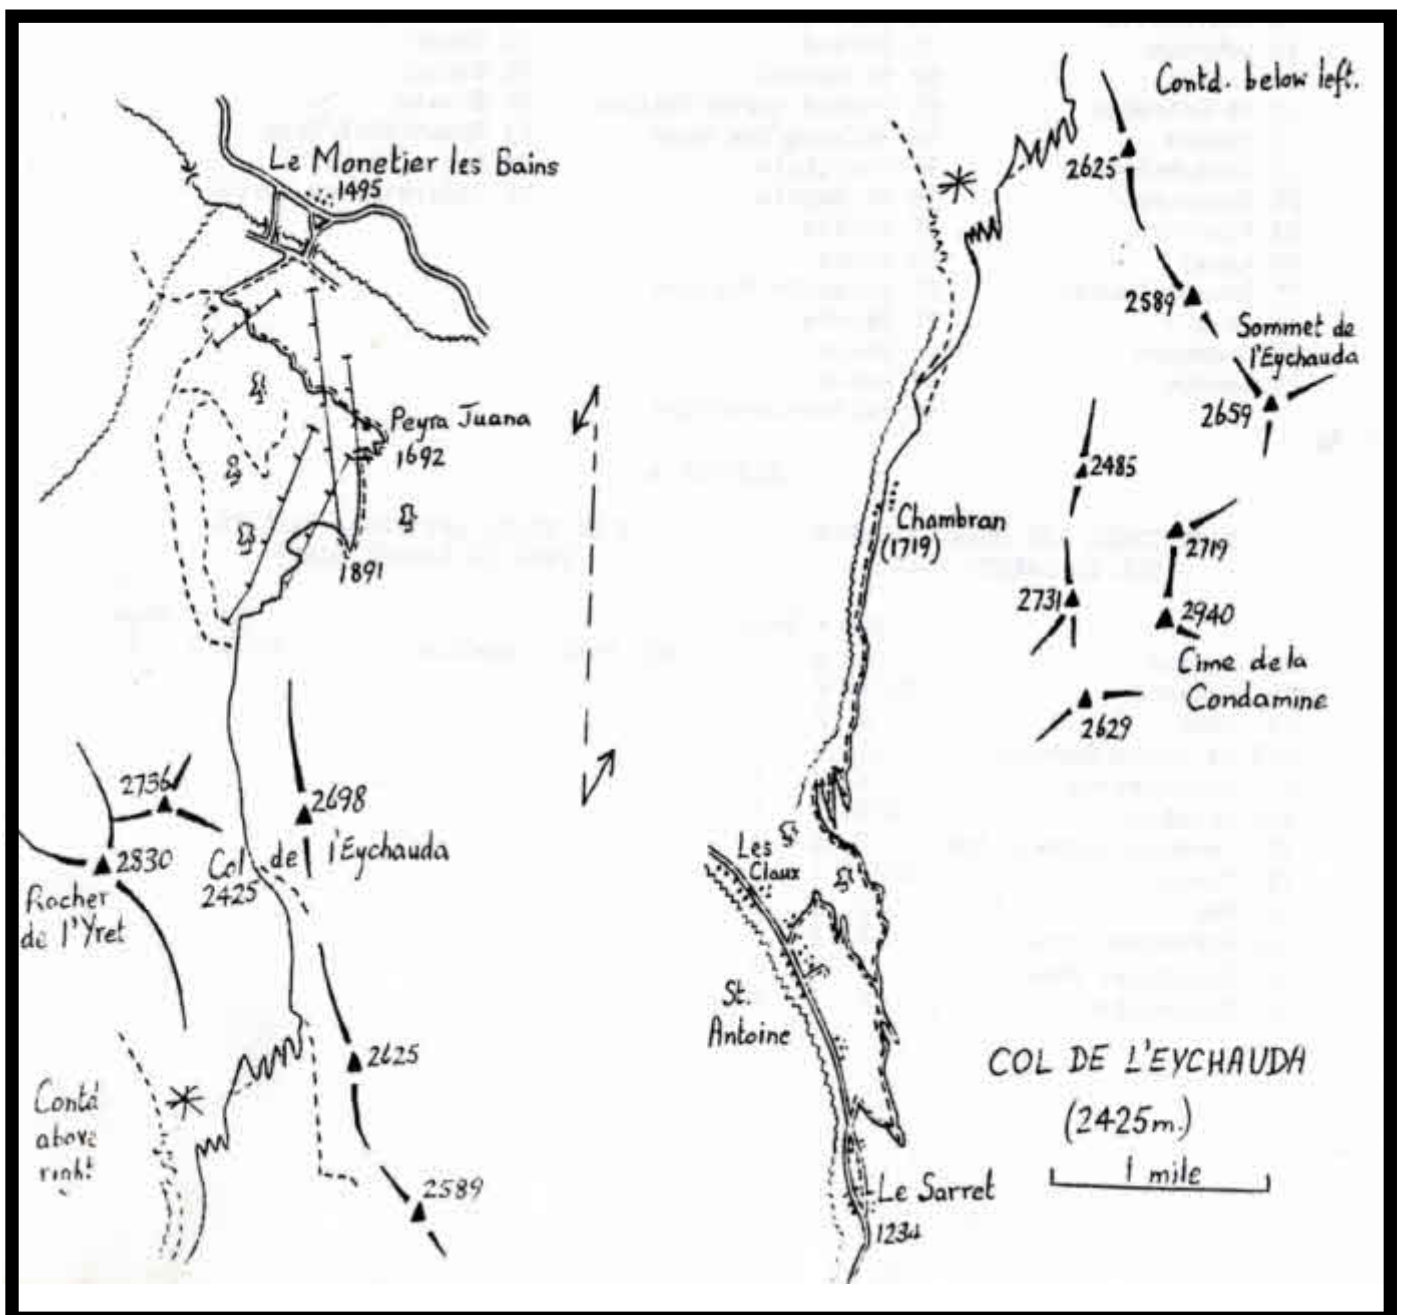 Contd. below left.
Le Monetier les Bains
1495
2625
2589
Sommet de
l'Eychauda
2659
Peyra Juana
1692
2485
Chambran
(1719)
2719
1891
2731
2940
Cime de la
Condamine
2629
2736
2698
2830
Col de l'Eychauda
2425
Rocher
de l'Yret
Les
Claux
St.
Antoine
2625
COL DE L'EYCHAUDA
(2425m.)
1 mile
Contd
above
right
2589
Le Sarret
1234